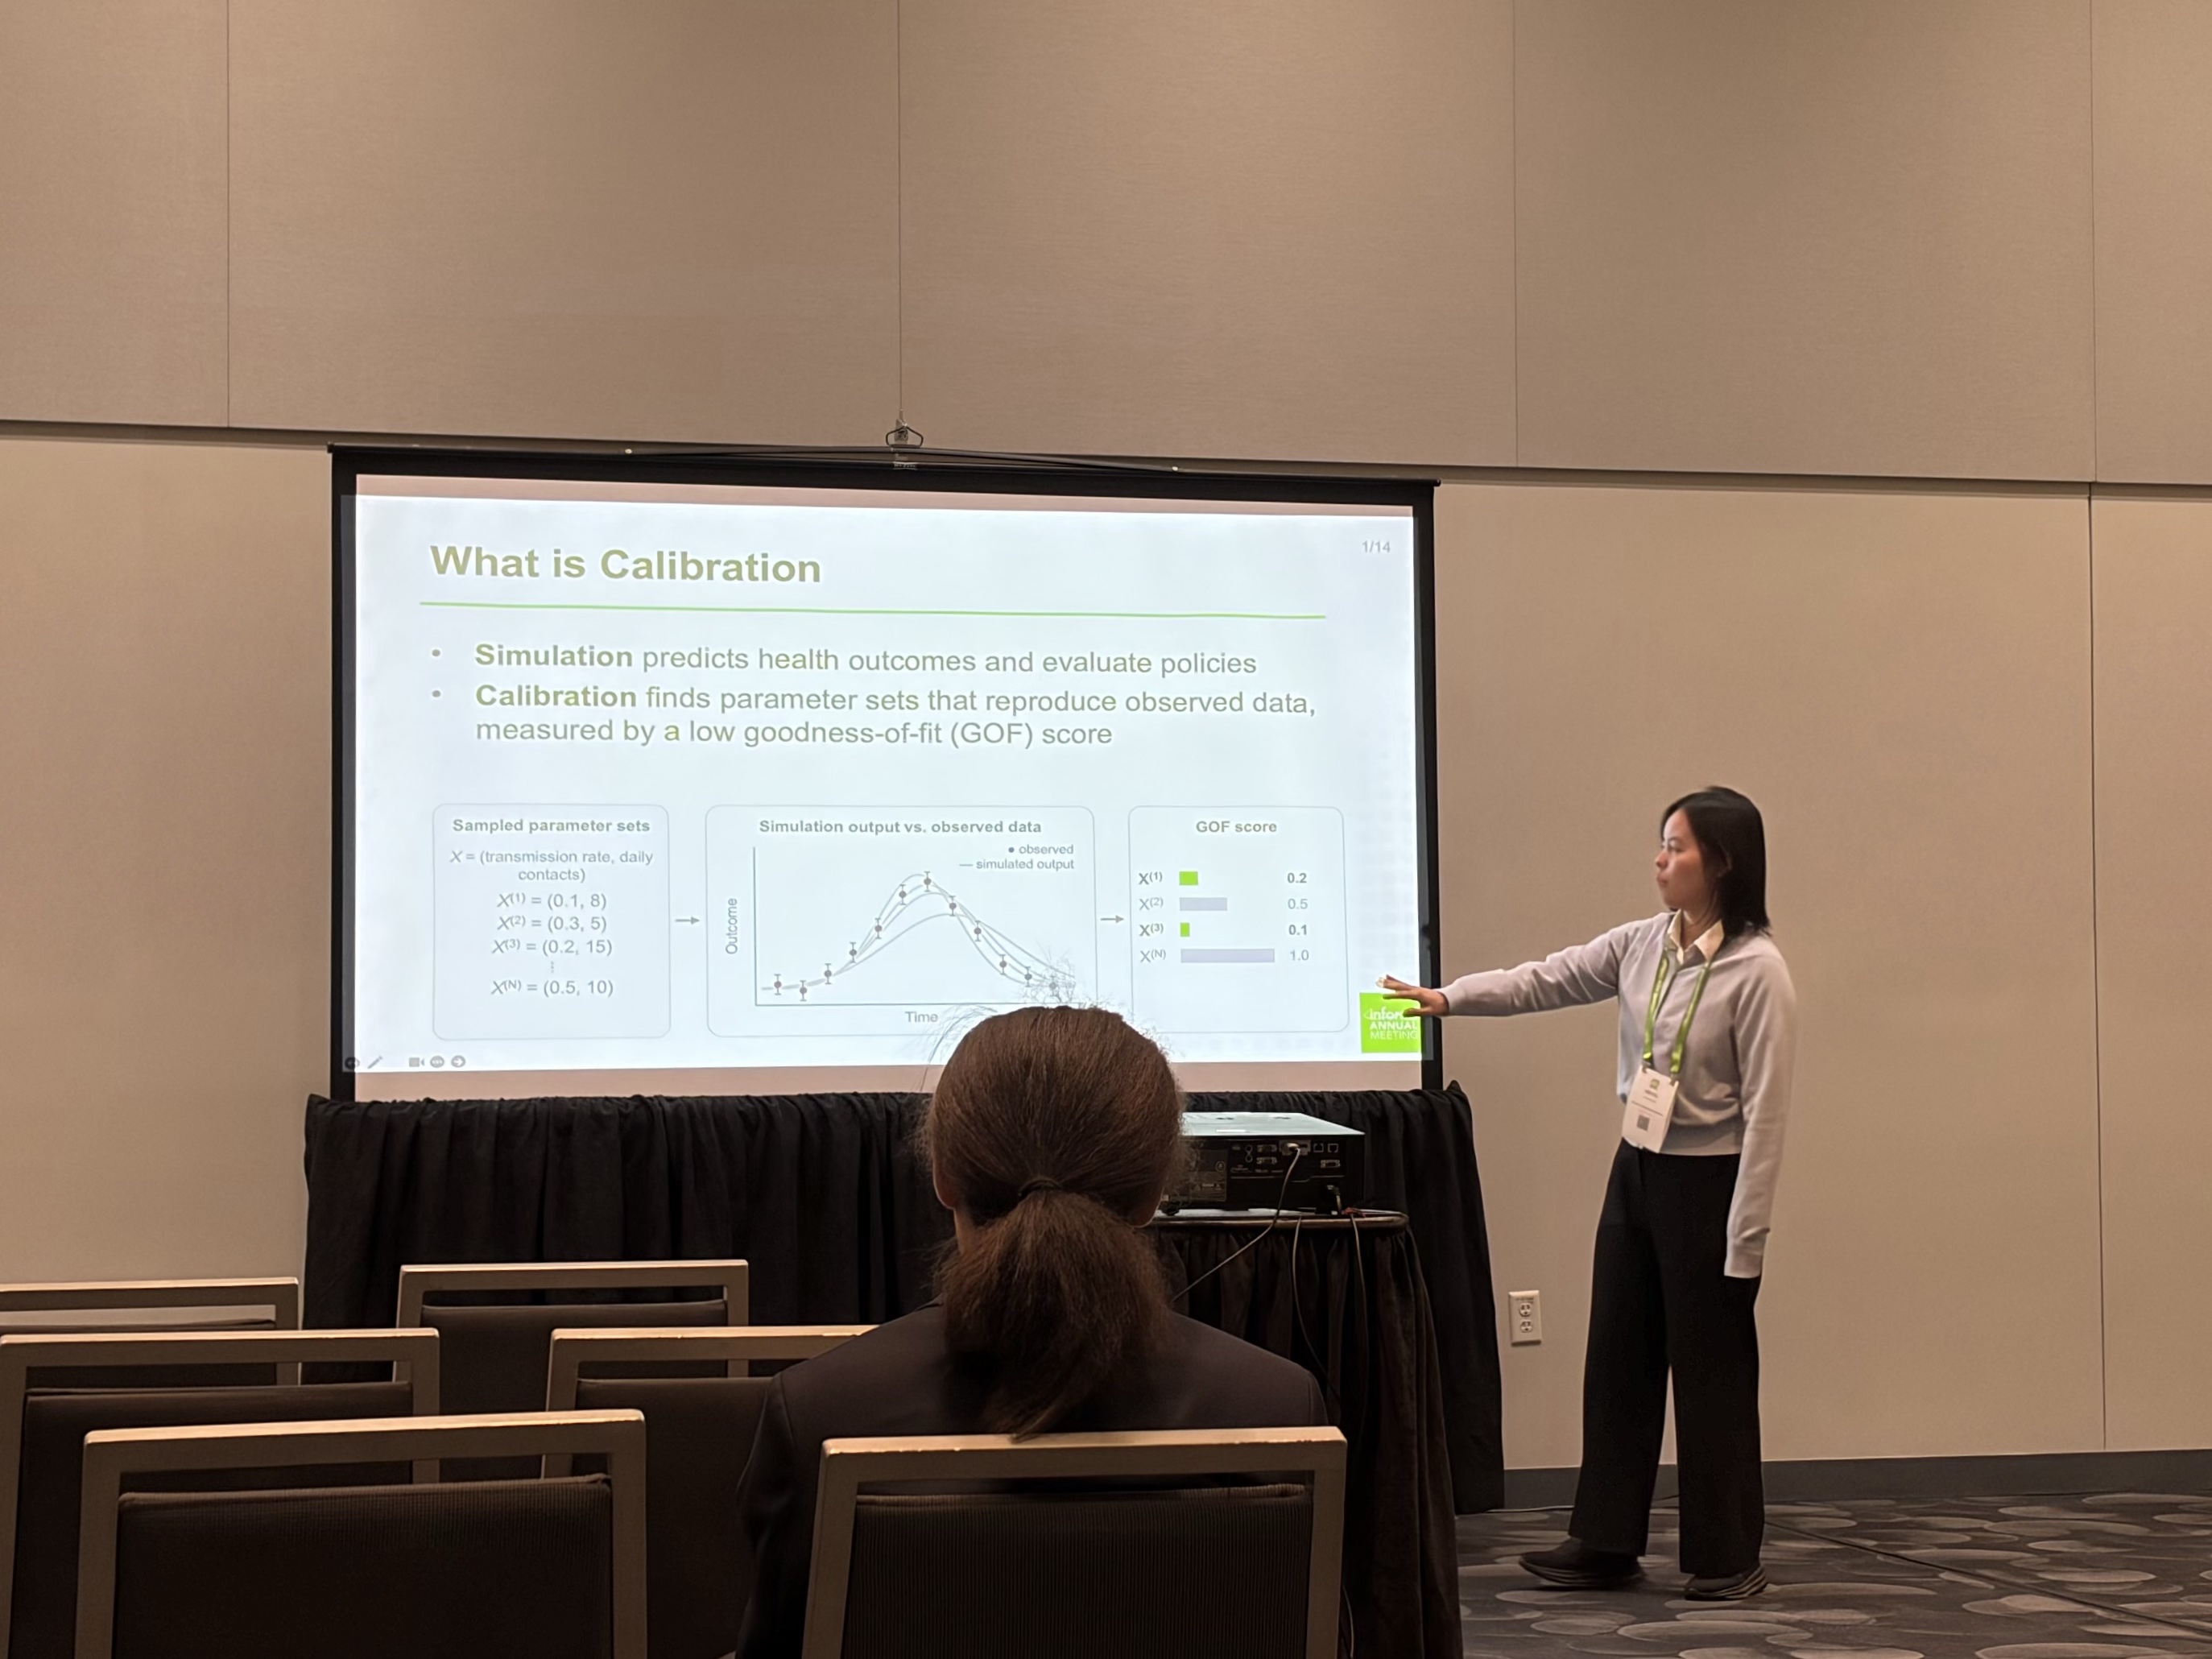 What is Calibration
1/14
• Simulation predicts health outcomes and evaluate policies
• Calibration finds parameter sets that reproduce observed data,
measured by a low goodness-of-fit (GOF) score
Sampled parameter sets
X = (transmission rate, daily
contacts)
X(1) = (0.1, 8)
X(2) = (0.3, 5)
X(3) = (0.2, 15)
⋮
X(N) = (0.5, 10)
Simulation output vs. observed data
• observed
— simulated output
Outcome
Time
GOF score
X(1) 0.2
X(2) 0.5
X(3) 0.1
X(N) 1.0
ANNUAL
MEETING